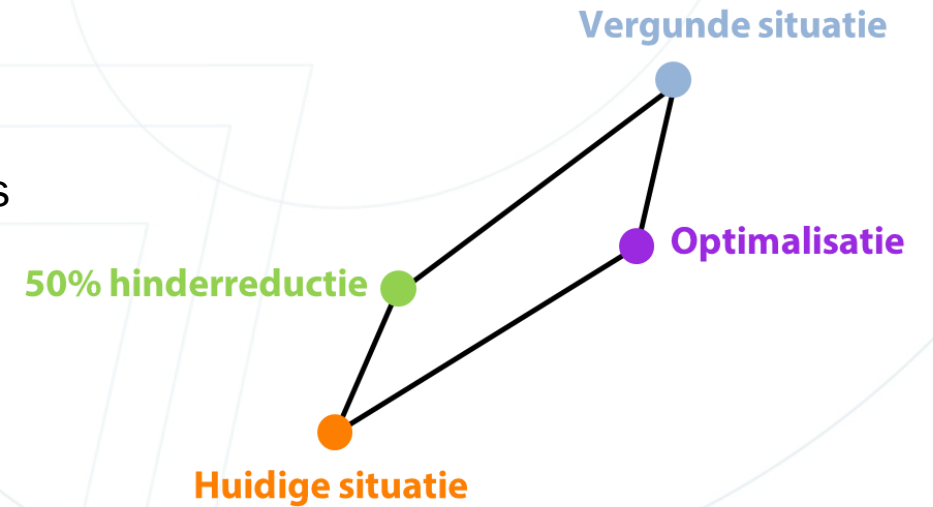 Vergunde situatie
s
Optimalisatie
50% hinderreductie
Huidige situatie